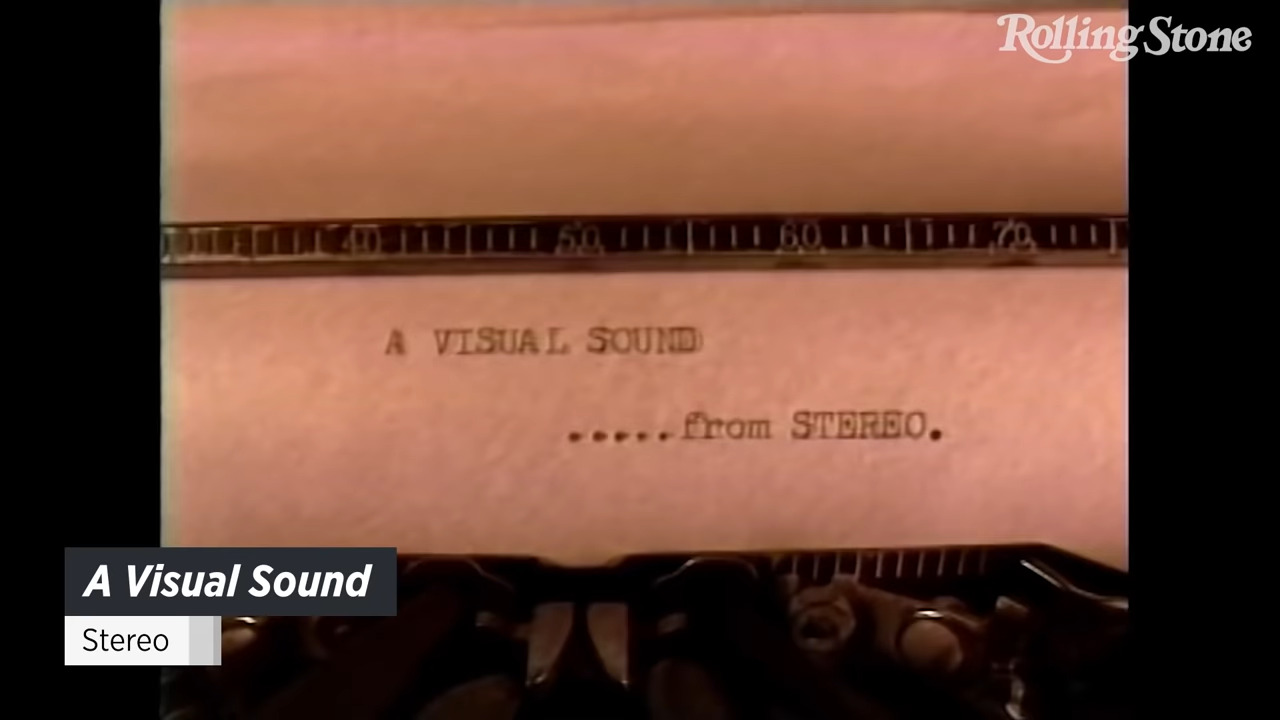 Rolling Stone
40 50 60 70
A VISUAL SOUND
.....from STEREO.
A Visual Sound
Stereo